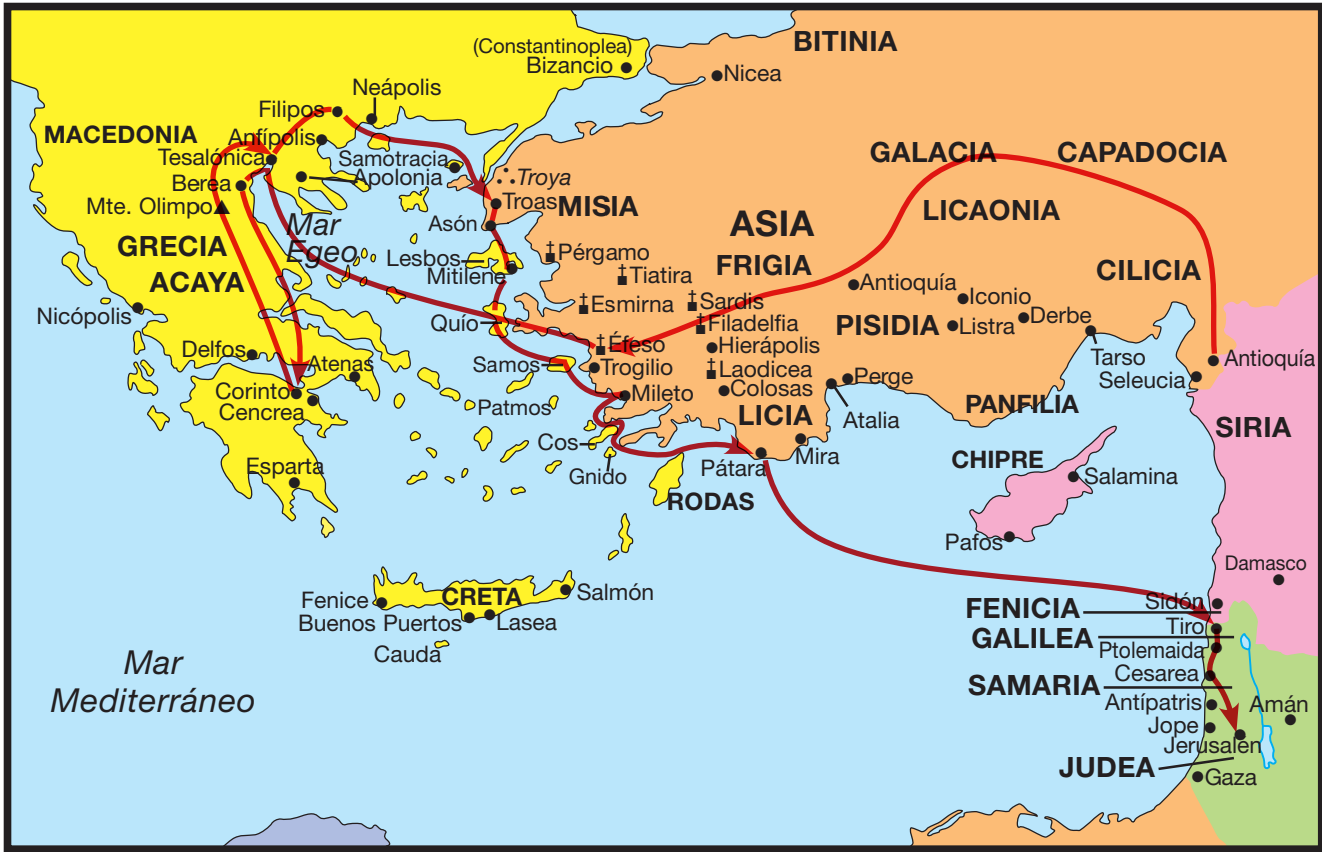 BITINIA
(Constantinoplea)
Bizancio
Nicea
Neápolis
Filipos
MACEDONIA
Anfípolis
Tesalónica
Samotracia
Apolonia
Berea
Mte. Olimpo
Troya
Troas
MISIA
GALACIA
CAPADOCIA
LICAONIA
ASIA
Asón
Mar
Egeo
GRECIA
ACAYA
Lesbos
Mitilene
Pérgamo
Tiatira
FRIGIA
CILICIA
Antioquía
Iconio
Nicópolis
Quío
Esmirna
Sardis
Filadelfia
PISIDIA
Listra
Derbe
Delfos
Atenas
Samos
Éfeso
Trogilio
Hierápolis
Laodicea
Colosas
Tarso
Seleucia
Antioquía
Corinto
Cencrea
Patmos
Mileto
LICIA
Perge
Atalia
PANFILIA
SIRIA
Cos
Gnido
Pátara
Mira
Esparta
RODAS
CHIPRE
Salamina
Pafos
Damasco
Fenice
CRETA
Salmón
Buenos Puertos
Lasea
Cauda
FENICIA
Sidón
Tiro
GALILEA
Ptolemaida
Cesarea
SAMARIA
Antípatris
Amán
Jope
Jerusalén
JUDEA
Gaza
Mar
Mediterráneo